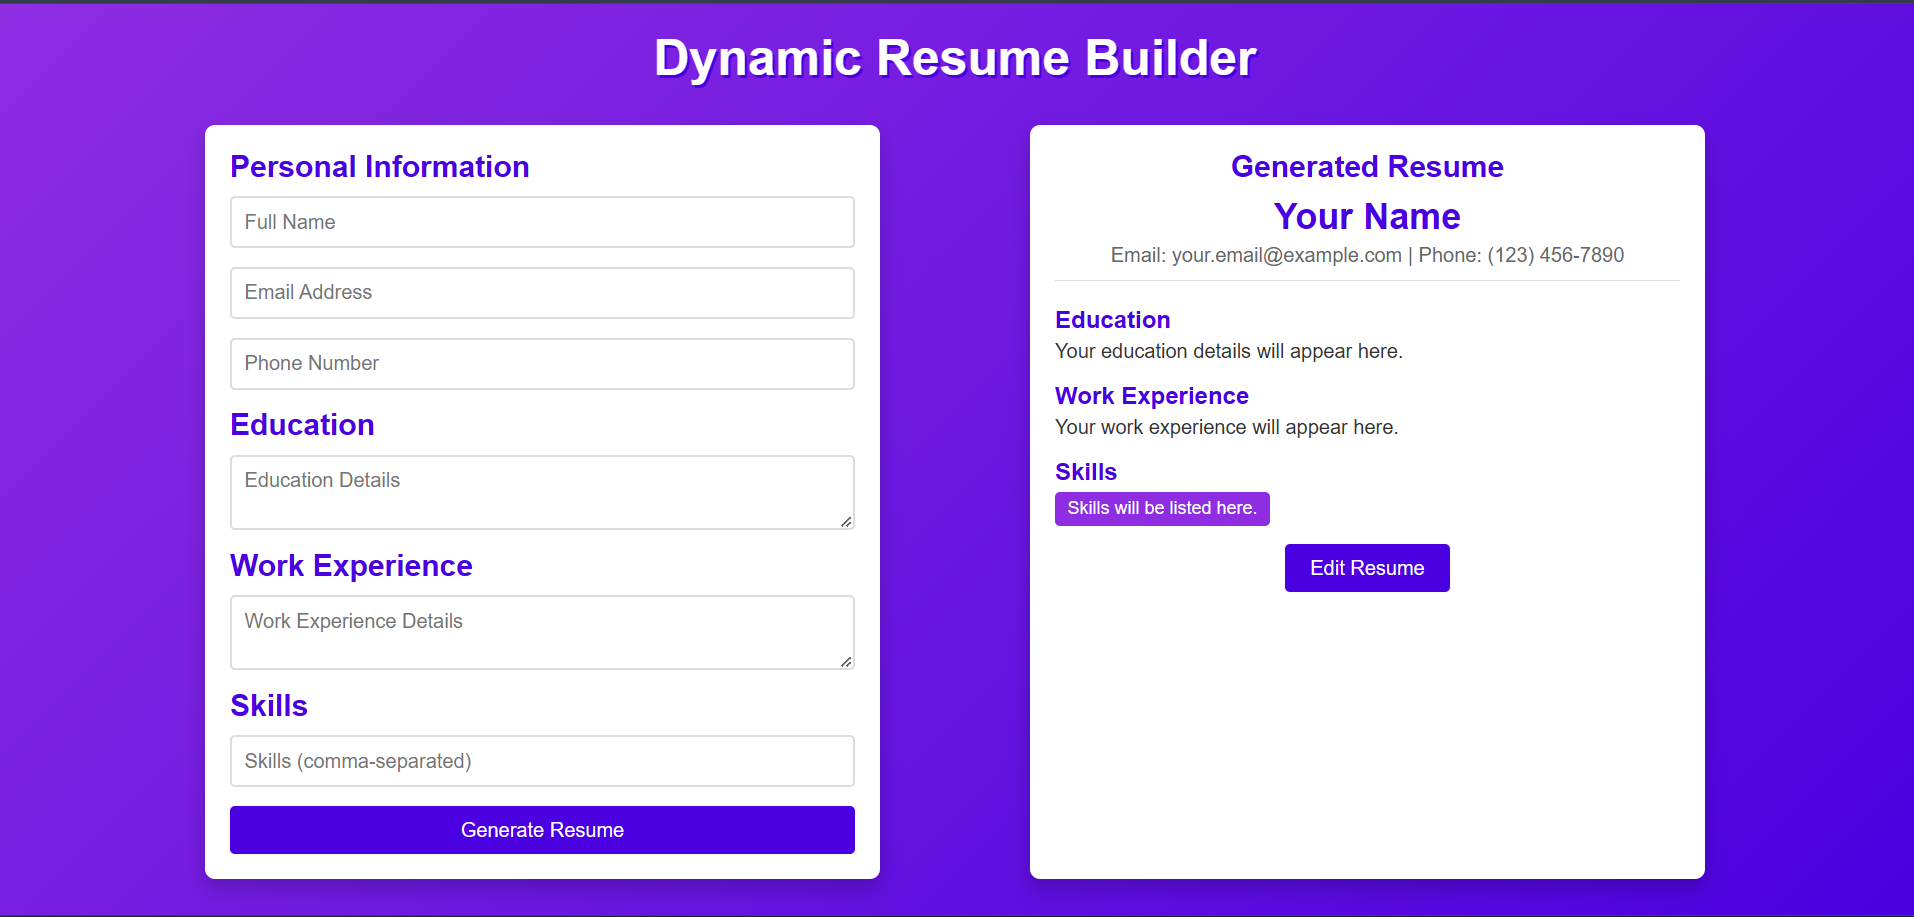 Dynamic Resume Builder
Personal Information
Full Name
Email Address
Phone Number
Education
Education Details
Work Experience
Work Experience Details
Skills
Skills (comma-separated)
Generate Resume
Generated Resume
Your Name
Email: your.email@example.com | Phone: (123) 456-7890
Education
Your education details will appear here.
Work Experience
Your work experience will appear here.
Skills
Skills will be listed here.
Edit Resume